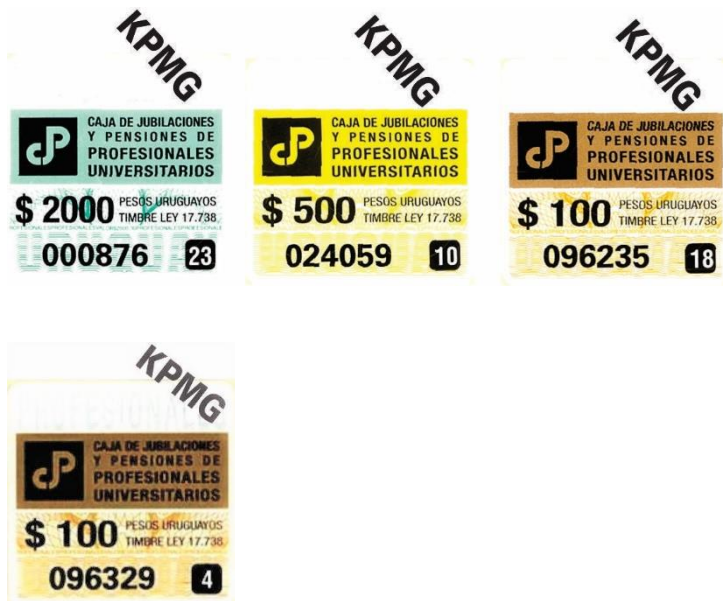 KPMG
CAJA DE JUBILACIONES
Y PENSIONES DE
PROFESIONALES
UNIVERSITARIOS
$ 2000 PESOS URUGUAYOS
TIMBRE LEY 17.738
000876 23
KPMG
CAJA DE JUBILACIONES
Y PENSIONES DE
PROFESIONALES
UNIVERSITARIOS
$ 500 PESOS URUGUAYOS
TIMBRE LEY 17.738
024059 10
KPMG
CAJA DE JUBILACIONES
Y PENSIONES DE
PROFESIONALES
UNIVERSITARIOS
$ 100 PESOS URUGUAYOS
TIMBRE LEY 17.738
096235 18
KPMG
CAJA DE JUBILACIONES
Y PENSIONES DE
PROFESIONALES
UNIVERSITARIOS
$ 100 PESOS URUGUAYOS
TIMBRE LEY 17.738
096329 4